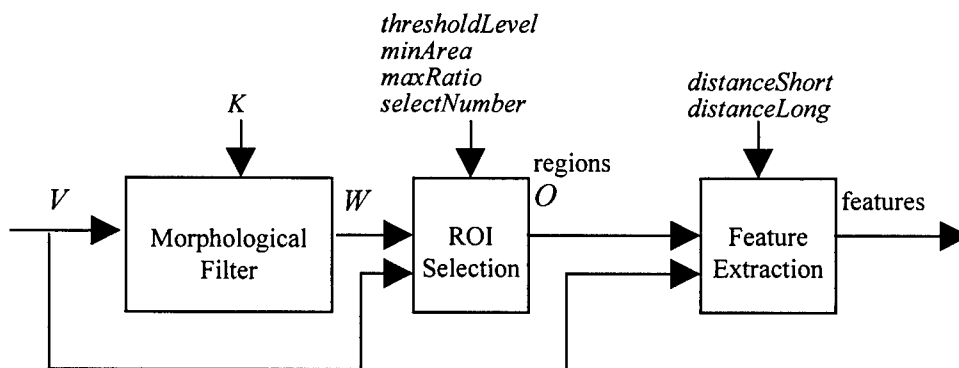 thresholdLevel
minArea
maxRatio
selectNumber
distanceShort
distanceLong
K
regions
V
W
O
features
Morphological
Filter
ROI
Selection
Feature
Extraction